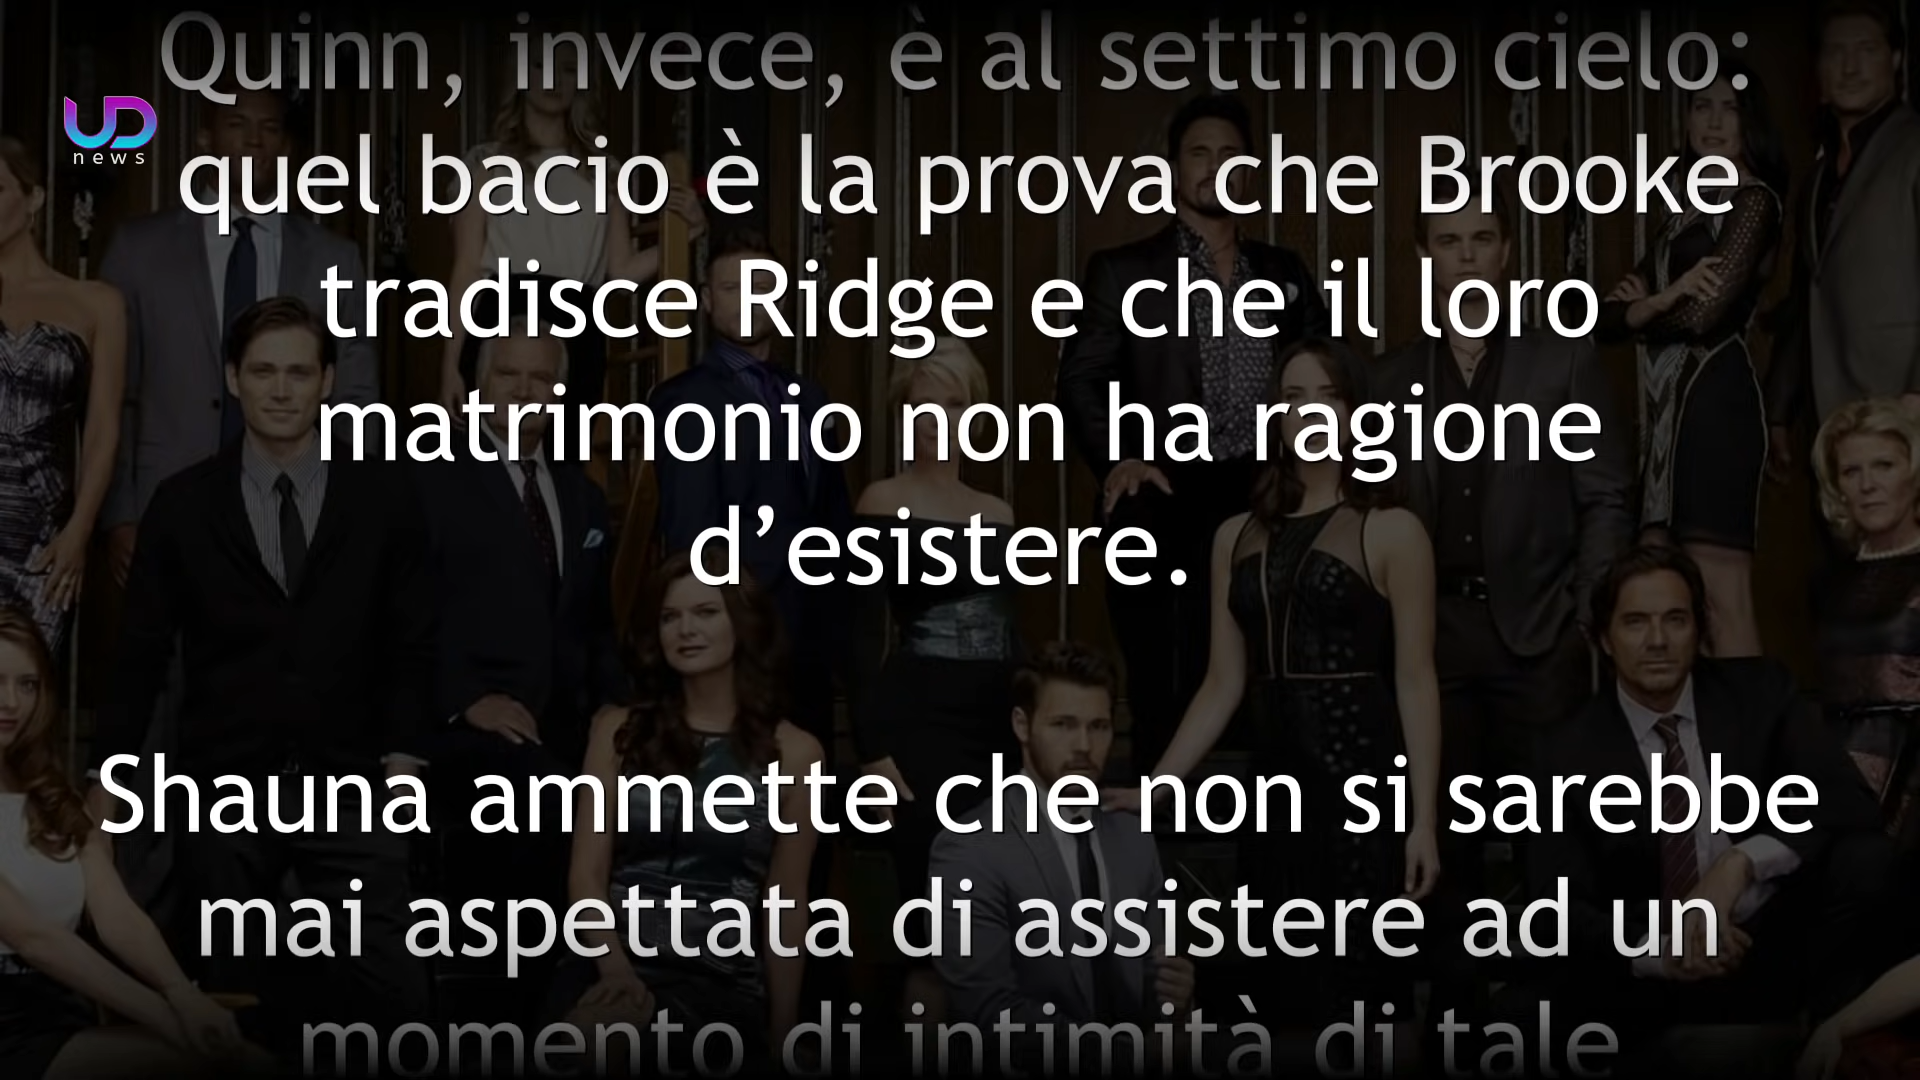 Quinn, invece, è al settimo cielo:
UD
news
quel bacio è la prova che Brooke
tradisce Ridge e che il loro
matrimonio non ha ragione
d’esistere.
Shauna ammette che non si sarebbe
mai aspettata di assistere ad un
momento di intimità di tale